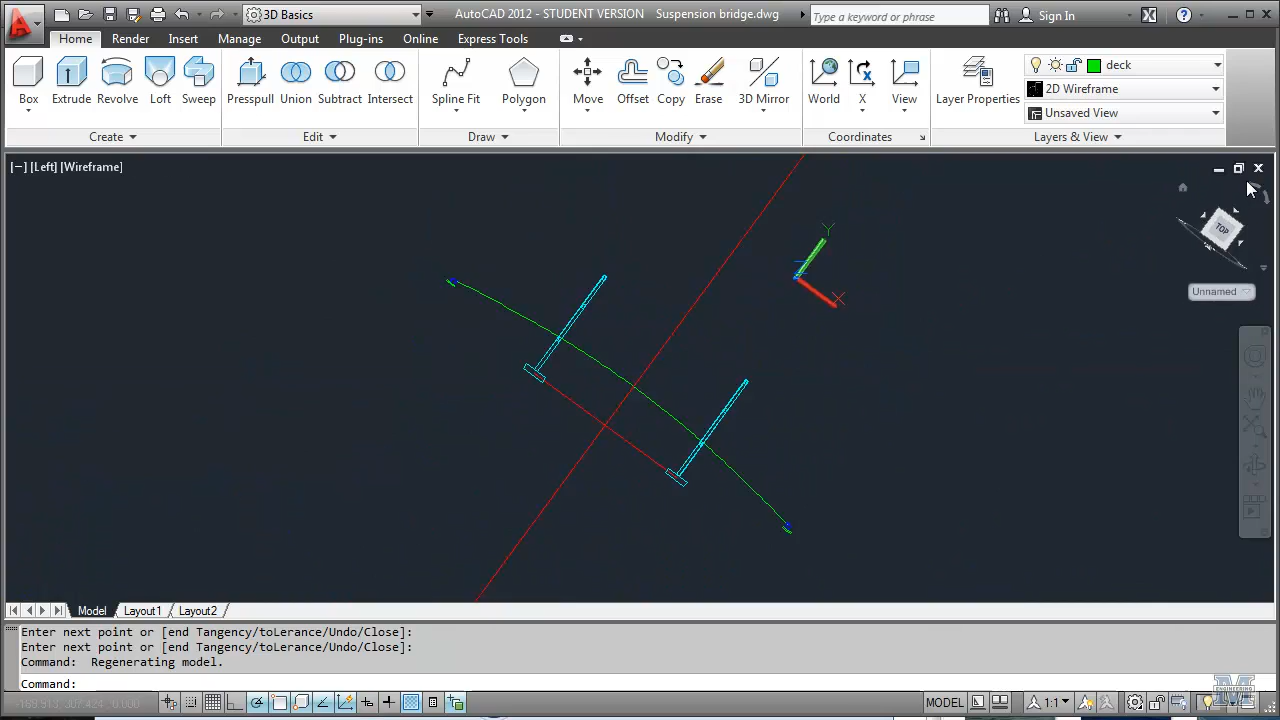 3D Basics
AutoCAD 2012 - STUDENT VERSION Suspension bridge.dwg
Type a keyword or phrase
Sign In
Home Render Insert Manage Output Plug-ins Online Express Tools
Box Extrude Revolve Loft Sweep
Presspull Union Subtract Intersect
Spline Fit Polygon
Move Offset Copy Erase 3D Mirror
World X View
Layer Properties
deck
2D Wireframe
Unsaved View
Create Edit Draw Modify Coordinates Layers & View
[−] [Left] [Wireframe]
Y
X
TOP
Unnamed
Model Layout1 Layout2
Enter next point or [end Tangency/toLerance/Undo/Close]:
Enter next point or [end Tangency/toLerance/Undo/Close]:
Command:  Regenerating model.
Command:
MODEL
1:1
ENGINEERING